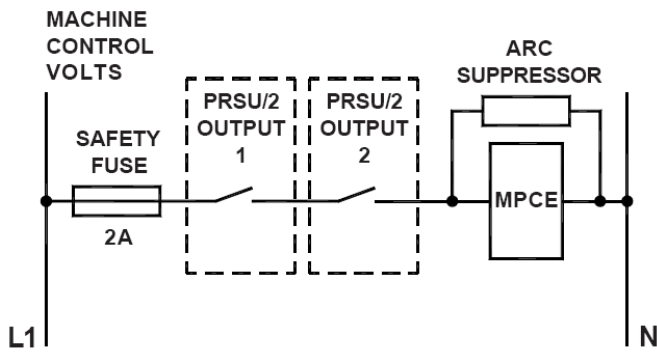 MACHINE
CONTROL
VOLTS
SAFETY
FUSE
2A
PRSU/2
OUTPUT
1
PRSU/2
OUTPUT
2
ARC
SUPPRESSOR
MPCE
L1
N